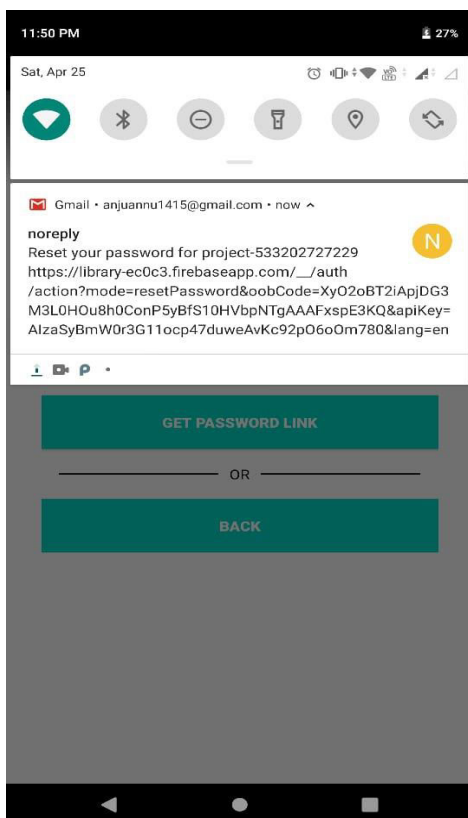 11:50 PM 27%
Sat, Apr 25
Gmail • anjuannu1415@gmail.com • now
noreply
N
Reset your password for project-533202727229
https://library-ec0c3.firebaseapp.com/__/auth
/action?mode=resetPassword&oobCode=XyO2oBT2iApjDG3
M3L0HOu8h0ConP5yBfS10HVbpNTgAAAFxspE3KQ&apiKey=
AIzaSyBmW0r3G11ocp47duweAvKc92pO6oOm780&lang=en
GET PASSWORD LINK
OR
BACK